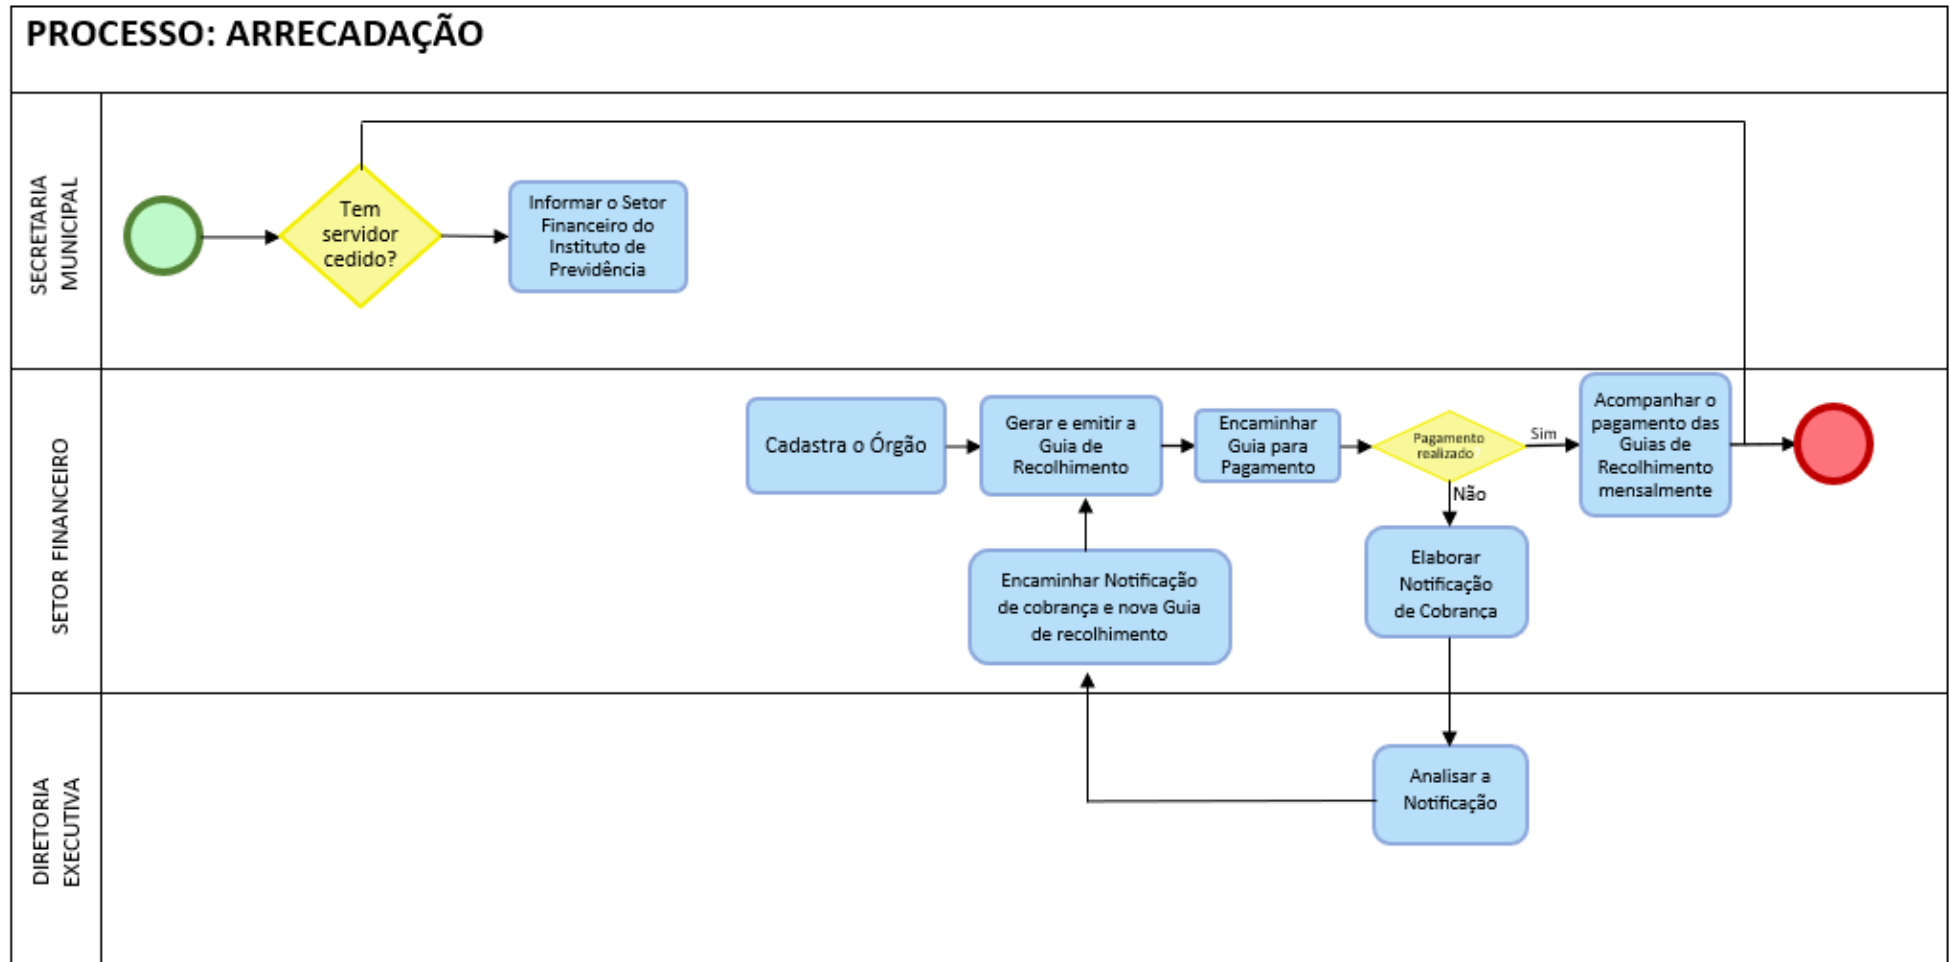 PROCESSO: ARRECADAÇÃO
SECRETARIA
MUNICIPAL
Tem
servidor
cedido?
Informar o Setor
Financeiro do
Instituto de
Previdência
SETOR FINANCEIRO
Cadastra o Órgão
Gerar e emitir a
Guia de
Recolhimento
Encaminhar
Guia para
Pagamento
Pagamento
realizado
Sim
Não
Acompanhar o
pagamento das
Guias de
Recolhimento
mensalmente
Encaminhar Notificação
de cobrança e nova Guia
de recolhimento
Elaborar
Notificação
de Cobrança
DIRETORIA
EXECUTIVA
Analisar a
Notificação